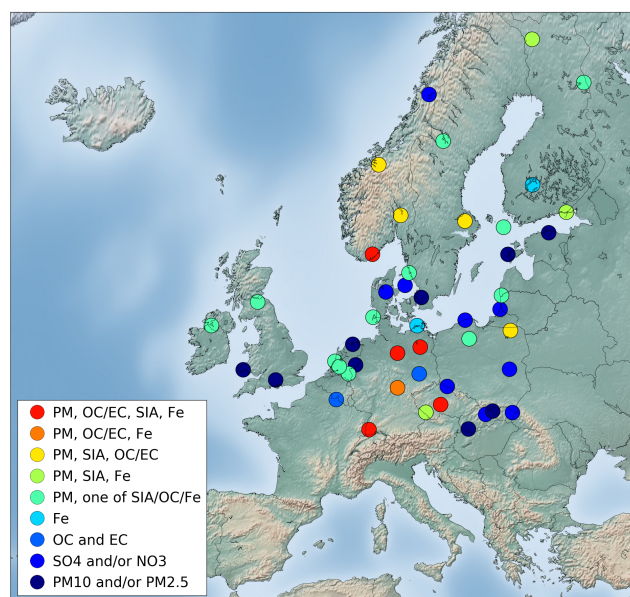 PM, OC/EC, SIA, Fe
PM, OC/EC, Fe
PM, SIA, OC/EC
PM, SIA, Fe
PM, one of SIA/OC/Fe
Fe
OC and EC
SO4 and/or NO3
PM10 and/or PM2.5